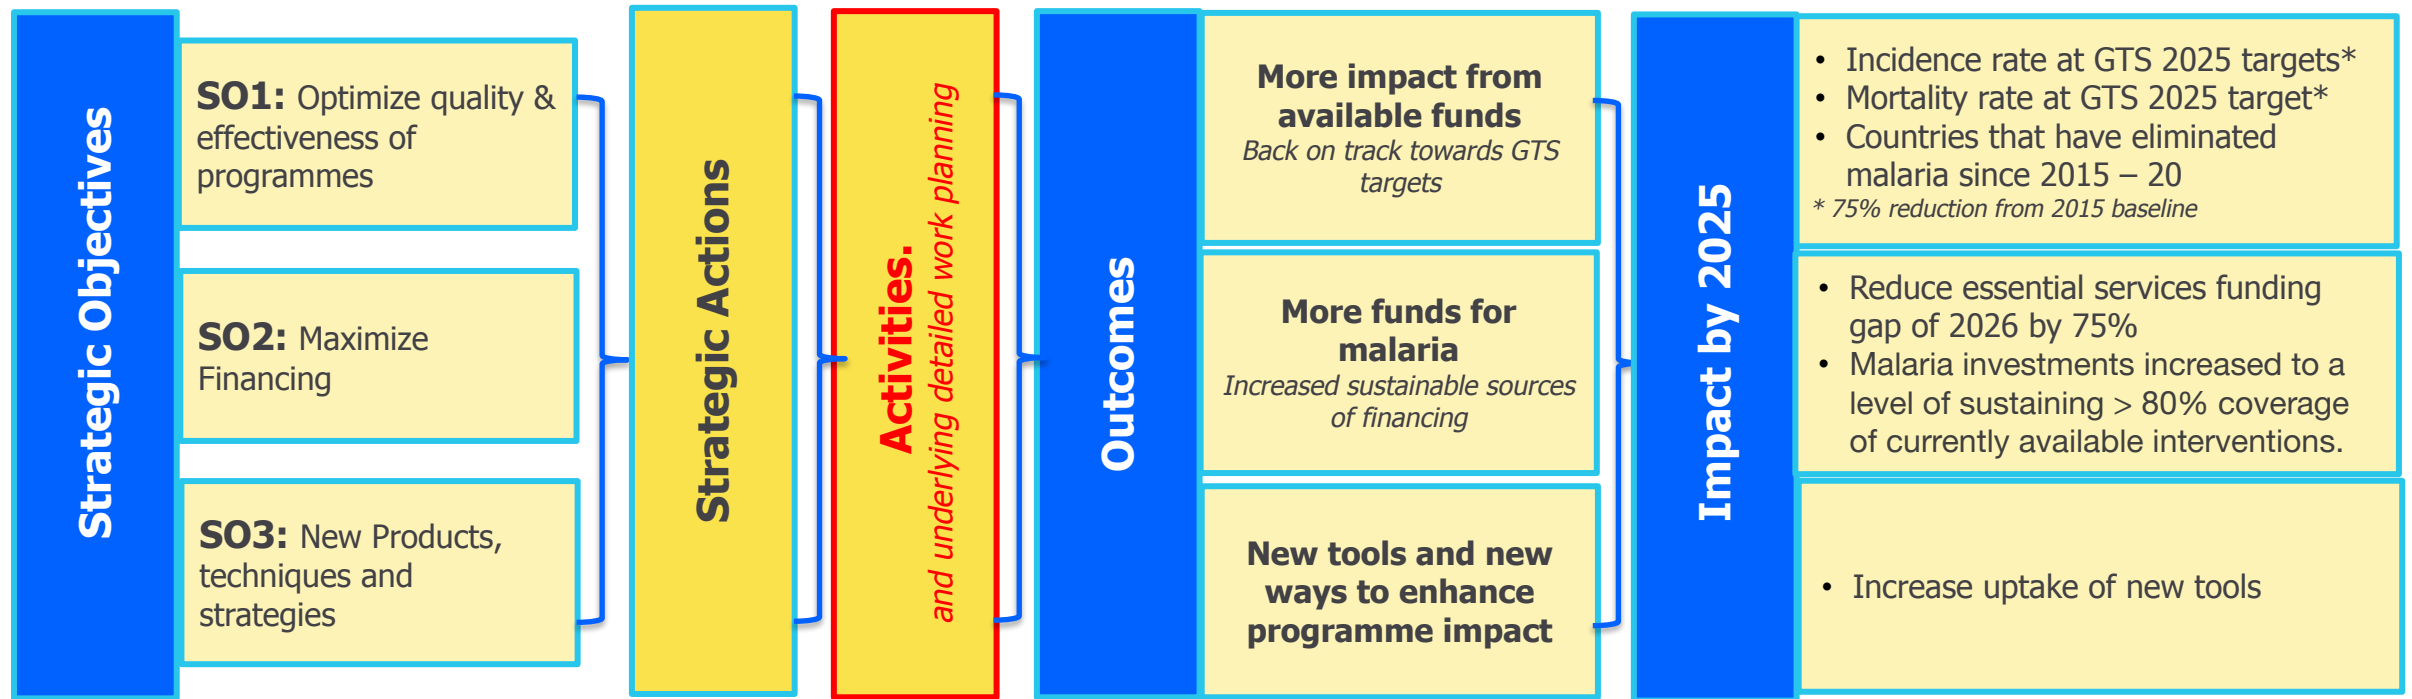 Strategic Objectives
SO1: Optimize quality &
effectiveness of
programmes
SO2: Maximize
Financing
SO3: New Products,
techniques and
strategies
Strategic Actions
Activities.
and underlying detailed work planning
Outcomes
More impact from
available funds
Back on track towards GTS
targets
More funds for
malaria
Increased sustainable sources
of financing
New tools and new
ways to enhance
programme impact
Impact by 2025
• Incidence rate at GTS 2025 targets*
• Mortality rate at GTS 2025 target*
• Countries that have eliminated
malaria since 2015 – 20
* 75% reduction from 2015 baseline
• Reduce essential services funding
gap of 2026 by 75%
• Malaria investments increased to a
level of sustaining > 80% coverage
of currently available interventions.
• Increase uptake of new tools